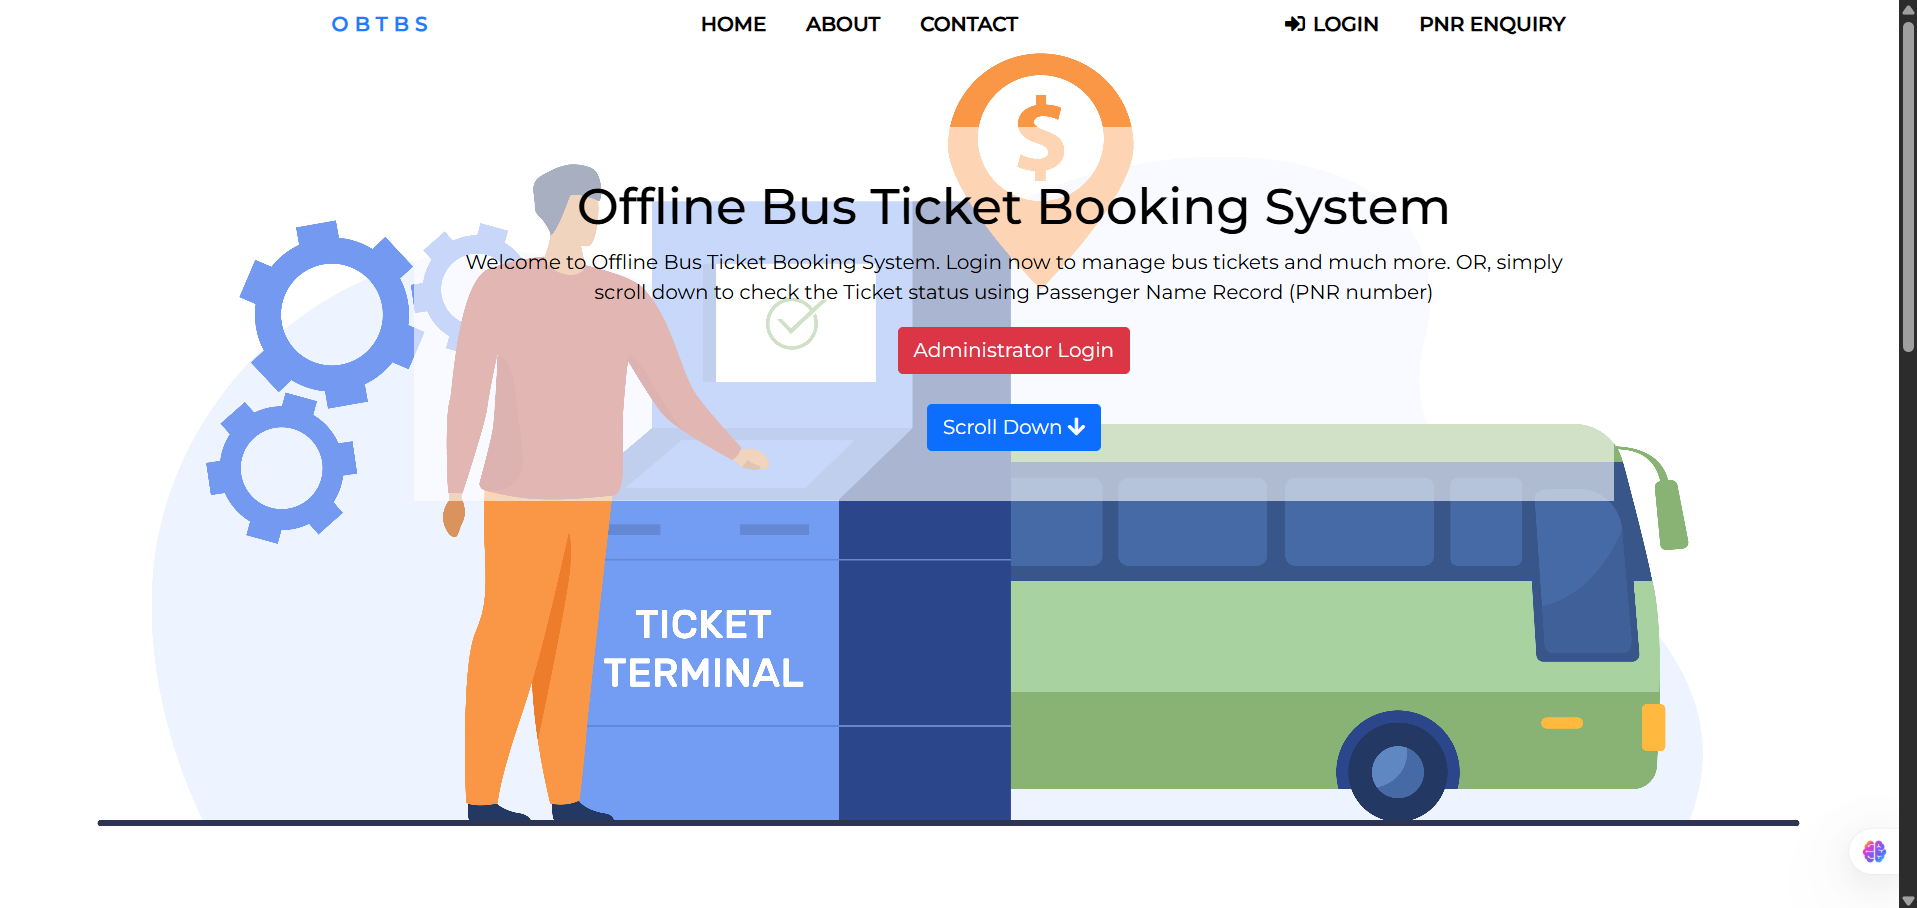 OBTBS
HOME ABOUT CONTACT
LOGIN PNR ENQUIRY
$
Offline Bus Ticket Booking System
Welcome to Offline Bus Ticket Booking System. Login now to manage bus tickets and much more. OR, simply
scroll down to check the Ticket status using Passenger Name Record (PNR number)
Administrator Login
Scroll Down
TICKET
TERMINAL